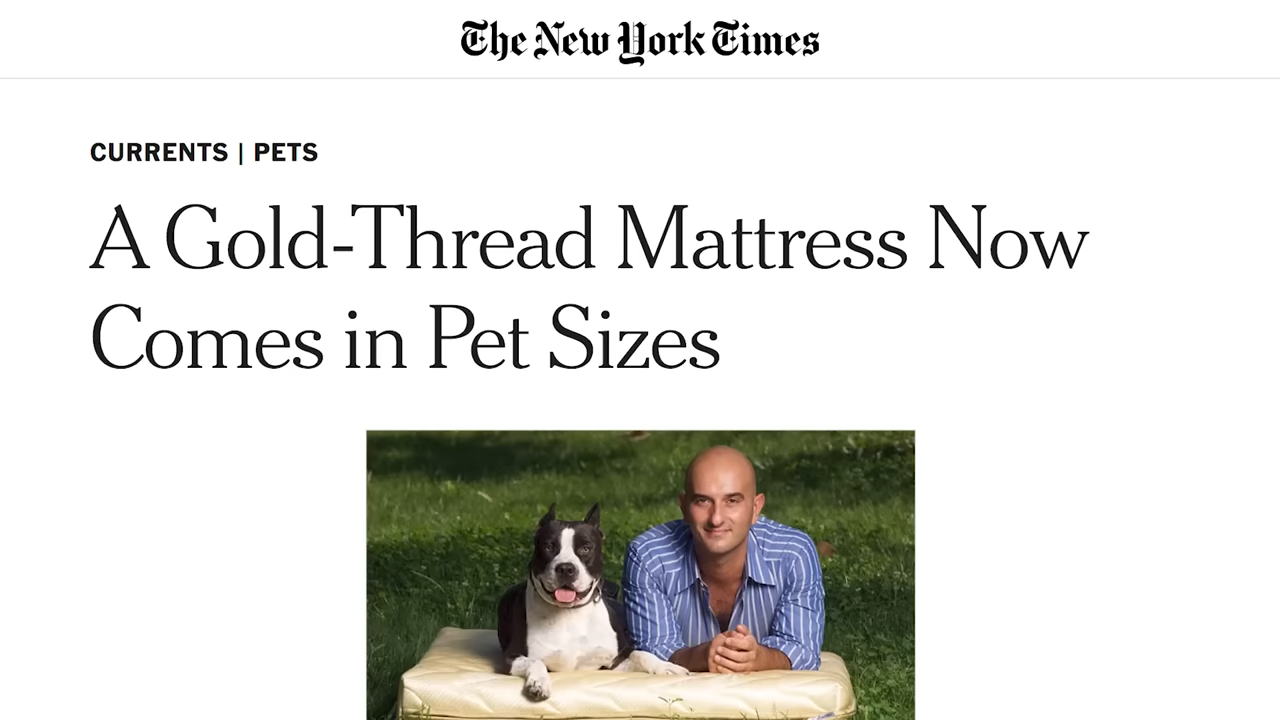 The New York Times
CURRENTS | PETS
A Gold-Thread Mattress Now
Comes in Pet Sizes